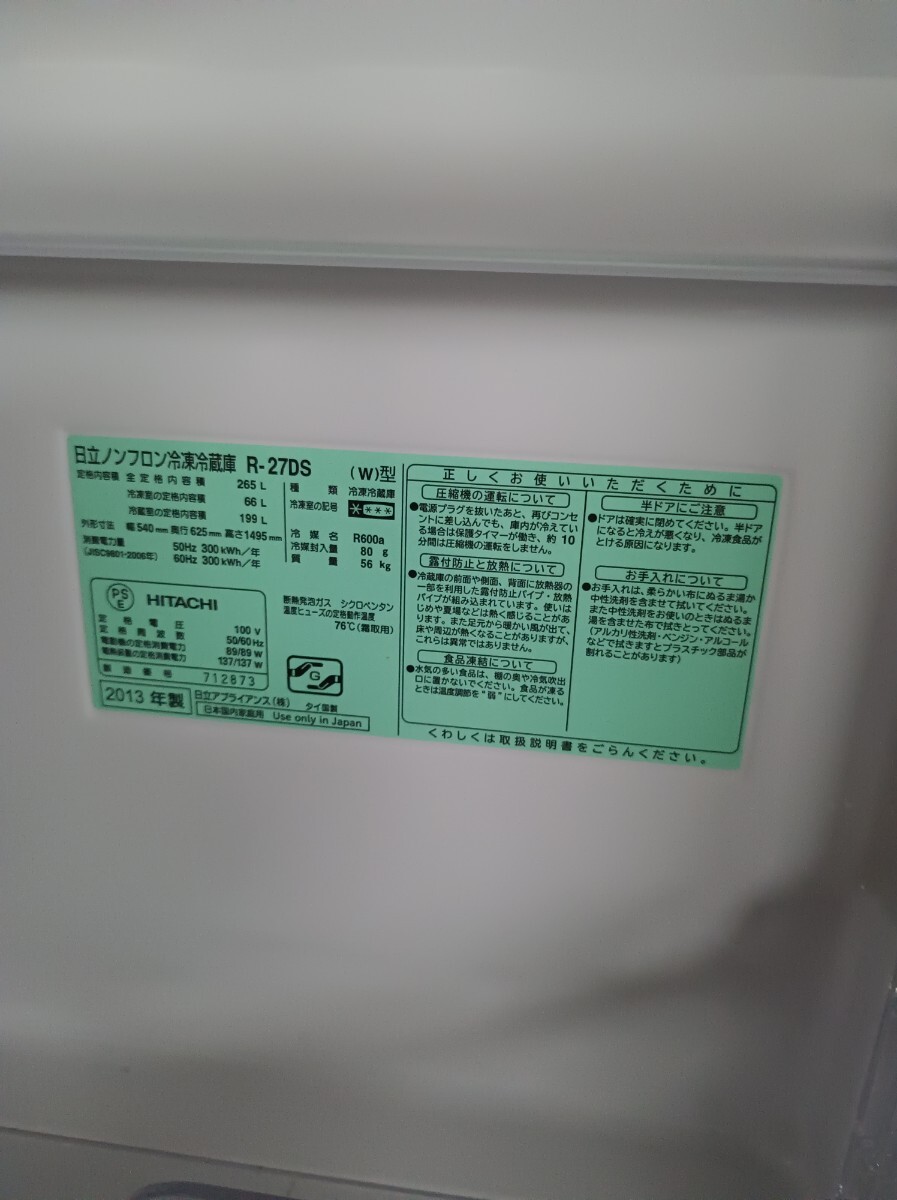 日立ノンフロン冷凍冷蔵庫 R-27DS (W)型
定格内容積 全定格内容積 265 L
冷凍室の定格内容積 66 L
冷蔵室の定格内容積 199 L
外形寸法 幅540mm奥行625mm高さ1495mm
消費電力量 50Hz 300kWh/年
(JISC9801-2006年) 60Hz 300kWh/年
種類 冷凍冷蔵庫
冷凍室の記号
冷媒名 R600a
冷媒封入量 80 g
質量 56 kg
PS
E
HITACHI
定格電圧 100 V
定格周波数 50/60Hz
電動機の定格消費電力 89/89 W
電熱装置の定格消費電力 137/137 W
製造番号 712873
断熱発泡ガス シクロペンタン
温度ヒューズの定格動作温度
76℃(霜取用)
G
2013 年製
日立アプライアンス(株) タイ国製
日本国内家庭用 Use only in Japan
正しくお使いいただくために
圧縮機の運転について
●電源プラグを抜いたあと、再びコンセ
ントに差し込んでも、庫内が冷えてい
る場合は保護タイマーが働き、約10
分間は圧縮機の運転をしません。
露付防止と放熱について
●冷蔵庫の前面や側面、背面に放熱器の
一部を利用した露付防止パイプ・放熱
パイプが組み込まれています。使いは
じめや夏場などは熱く感じることがあ
ります。また足元から暖かい風が出て、
床や周辺が熱くなることがありますが、
これらは異常ではありません。
食品凍結について
●水気の多い食品は、棚の奥や冷気吹出
口に置かないでください。食品が凍る
ときは温度調節を"弱"にしてください。
半ドアにご注意
●ドアは確実に閉めてください。半ドア
になると冷えが悪くなり、冷凍食品が
とける原因になります。
お手入れについて
●お手入れは、柔らかい布にぬるま湯か
中性洗剤を含ませて拭いてください。
また中性洗剤をお使いのときはぬるま
湯を含ませた布で拭きとってください。
(アルカリ性洗剤・ベンジン・アルコール
などで拭きますとプラスチック部品が
割れることがあります)
くわしくは取扱説明書をごらんください。